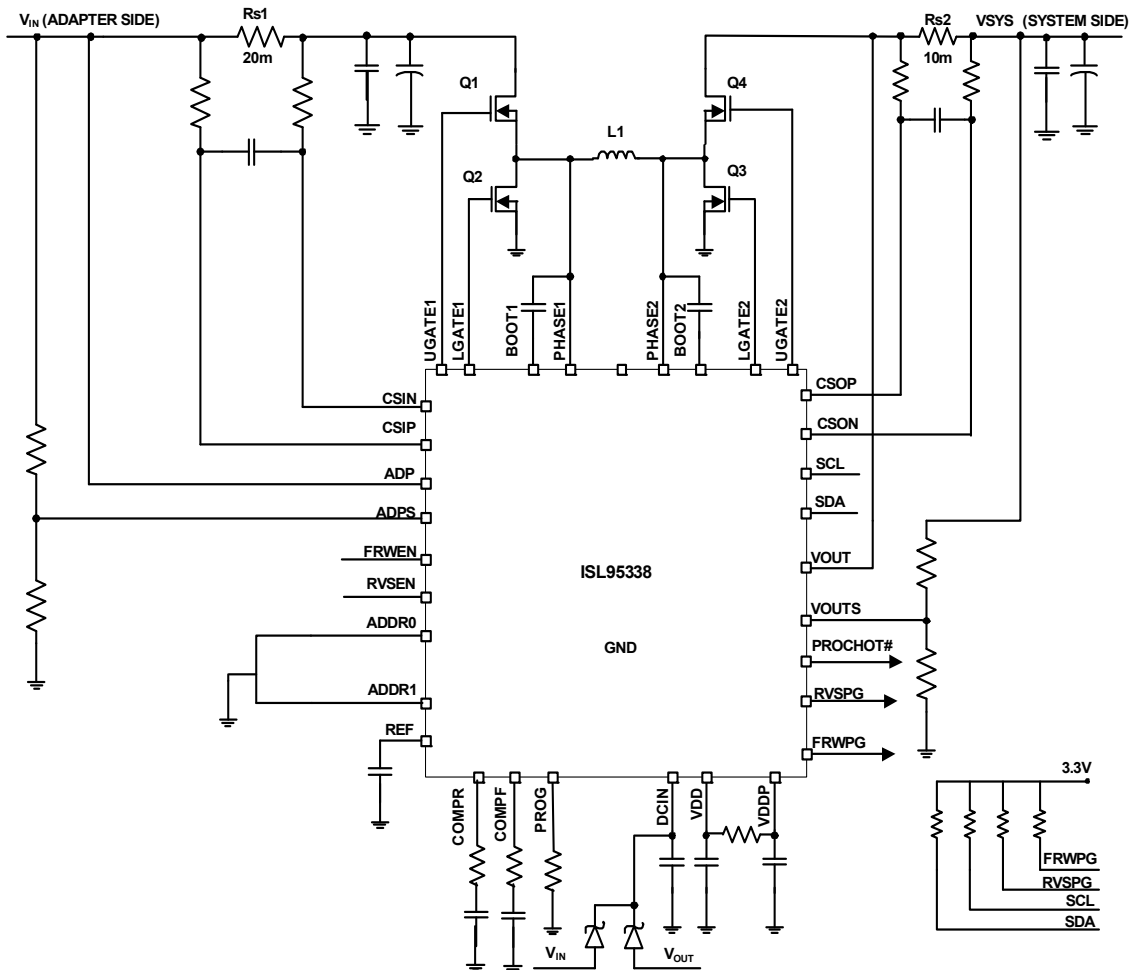 VIN (ADAPTER SIDE)
Rs1
20m
Rs2
10m
VSYS (SYSTEM SIDE)
Q1
Q4
L1
Q2
Q3
UGATE1
LGATE1
BOOT1
PHASE1
PHASE2
BOOT2
LGATE2
UGATE2
CSIN
CSIP
ADP
ADPS
FRWEN
RVSEN
ADDR0
ADDR1
REF
ISL95338
GND
CSOP
CSON
SCL
SDA
VOUT
VOUTS
PROCHOT#
RVSPG
FRWPG
COMPR
COMPF
PROG
DCIN
VDD
VDDP
VIN
VOUT
3.3V
FRWPG
RVSPG
SCL
SDA